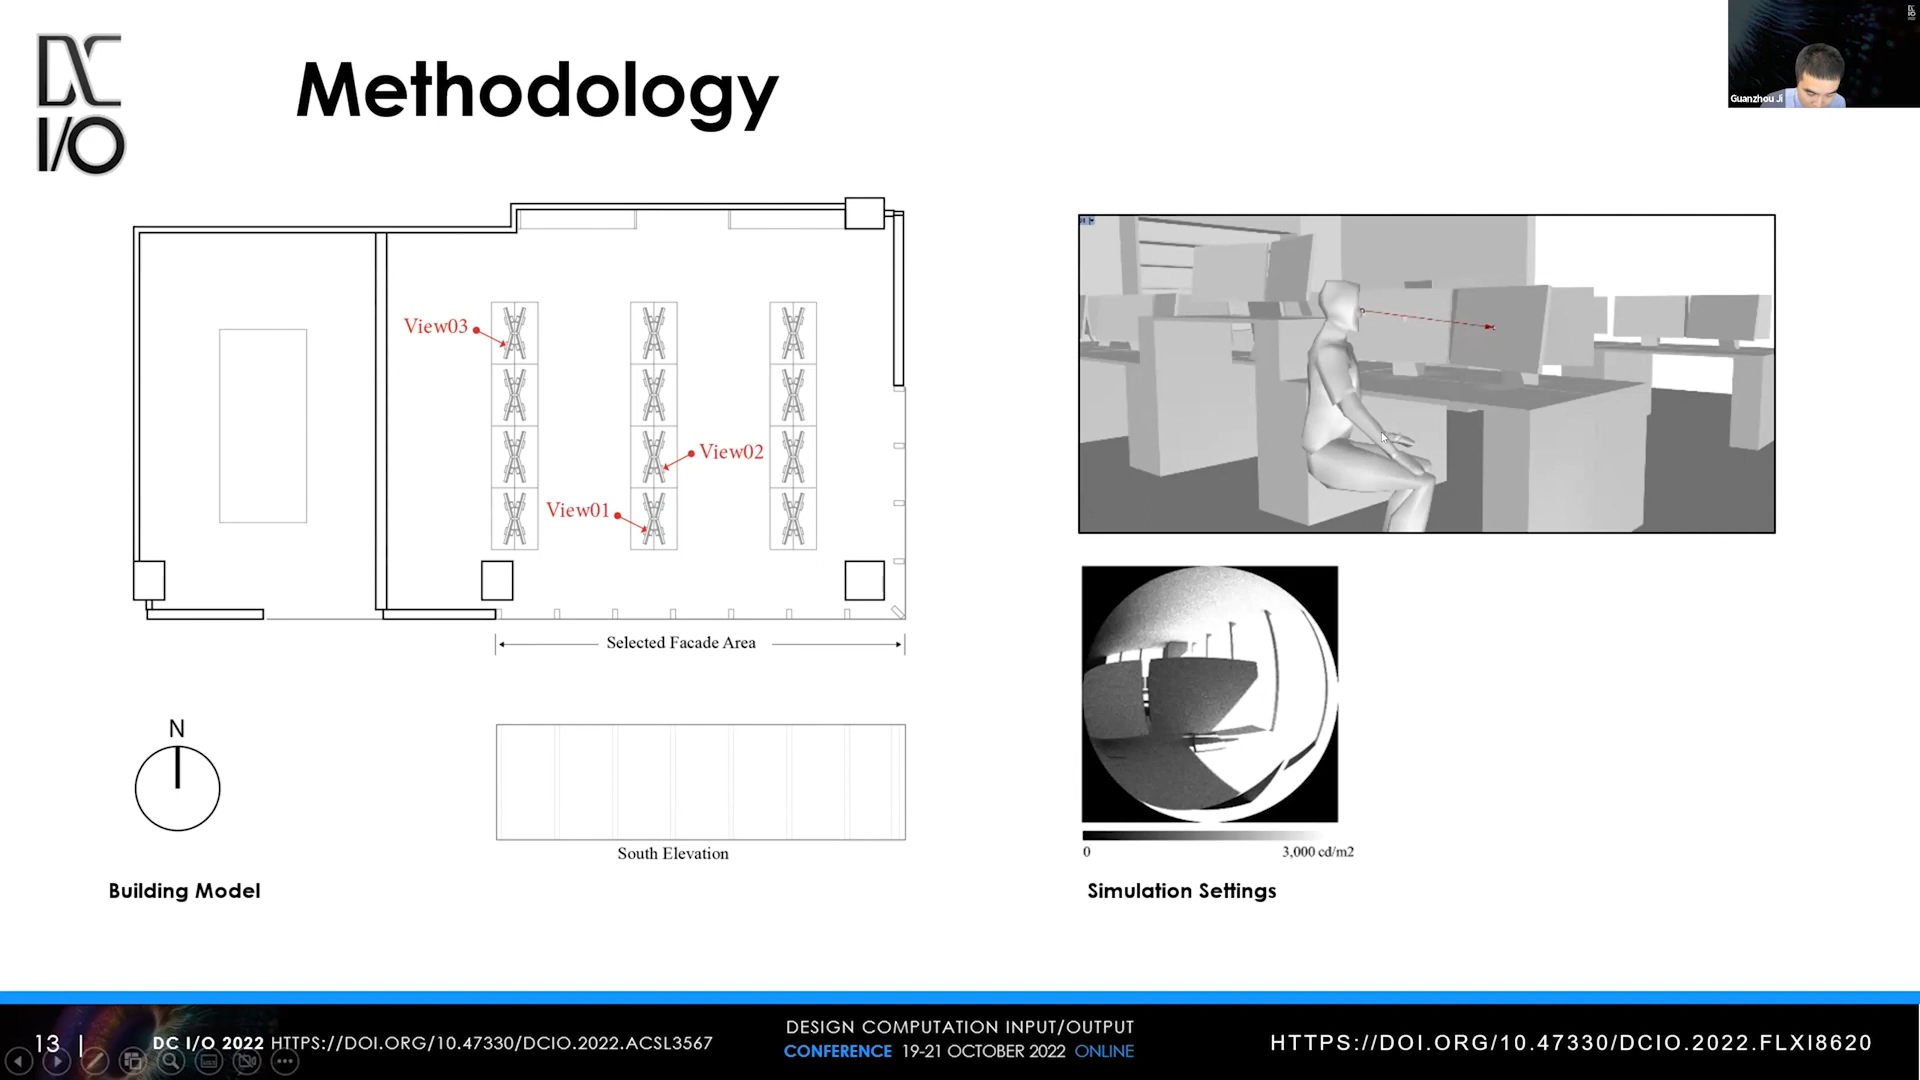 DC
I/O
Methodology
Guanzhou Ji
View03
View02
View01
Selected Facade Area
N
South Elevation
Building Model
0
3,000 cd/m2
Simulation Settings
13 |
DC I/O 2022 HTTPS://DOI.ORG/10.47330/DCIO.2022.ACSL3567
DESIGN COMPUTATION INPUT/OUTPUT
CONFERENCE 19-21 OCTOBER 2022 ONLINE
HTTPS://DOI.ORG/10.47330/DCIO.2022.FLXI8620